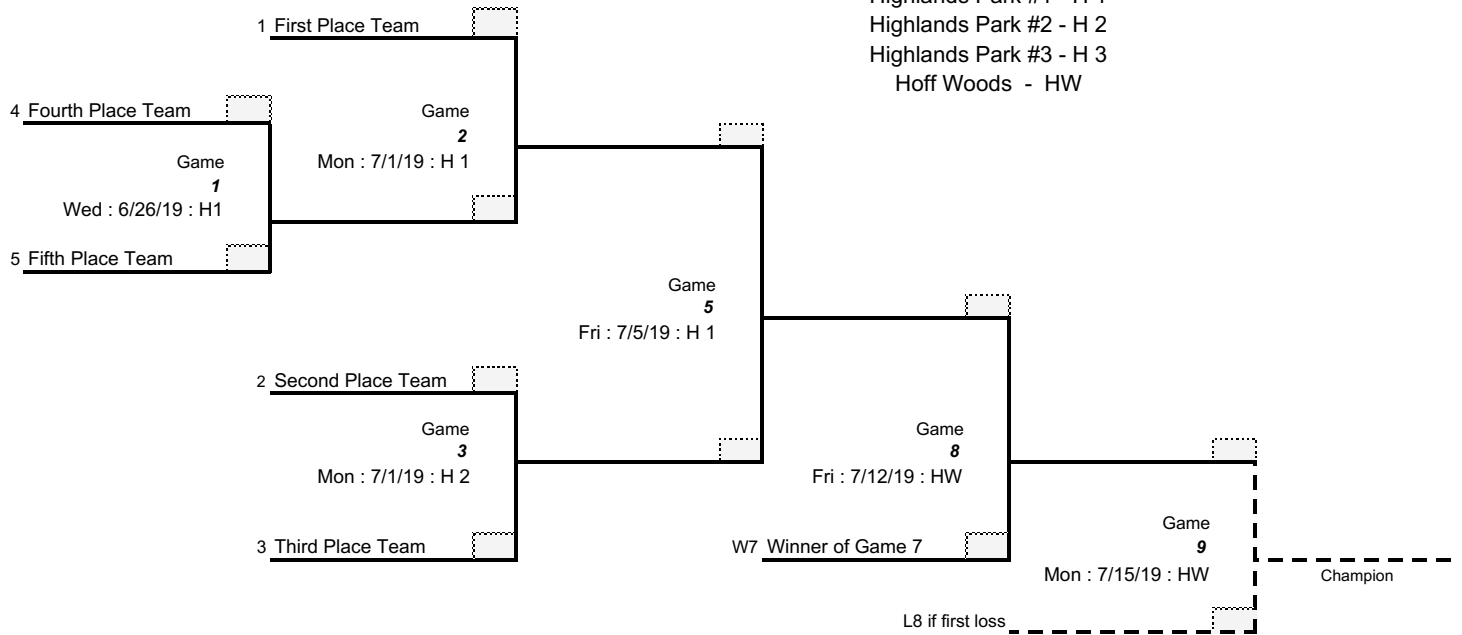 Highlands Park #1 - H 1
1 First Place Team
Highlands Park #2 - H 2
Highlands Park #3 - H 3
Hoff Woods - HW
4 Fourth Place Team
Game
2
Mon : 7/1/19 : H 1
Game
1
Wed : 6/26/19 : H1
5 Fifth Place Team
Game
5
Fri : 7/5/19 : H 1
2 Second Place Team
Game
3
Mon : 7/1/19 : H 2
Game
8
Fri : 7/12/19 : HW
3 Third Place Team
W7 Winner of Game 7
Game
9
Mon : 7/15/19 : HW
Champion
L8 if first loss